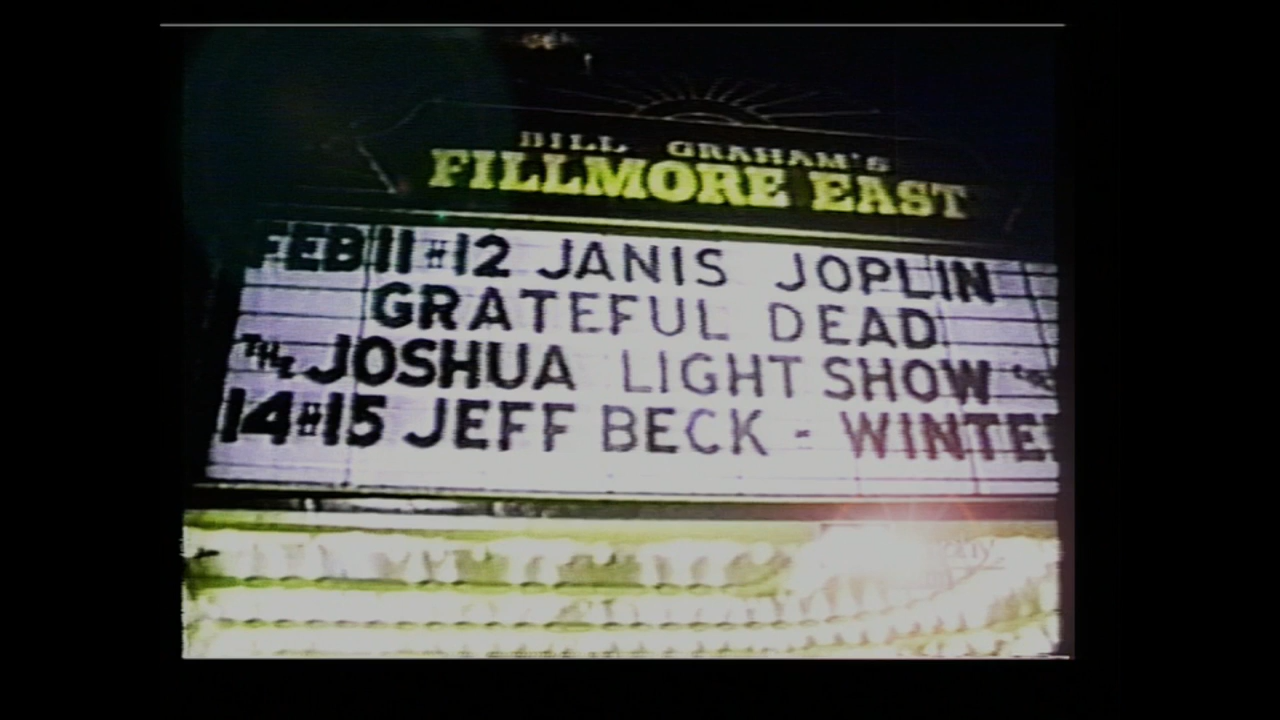 BILL GRAHAM'S
FILLMORE EAST
FEB 11 & 12 JANIS JOPLIN
GRATEFUL DEAD
THE JOSHUA LIGHT SHOW
14 & 15 JEFF BECK - WINTE